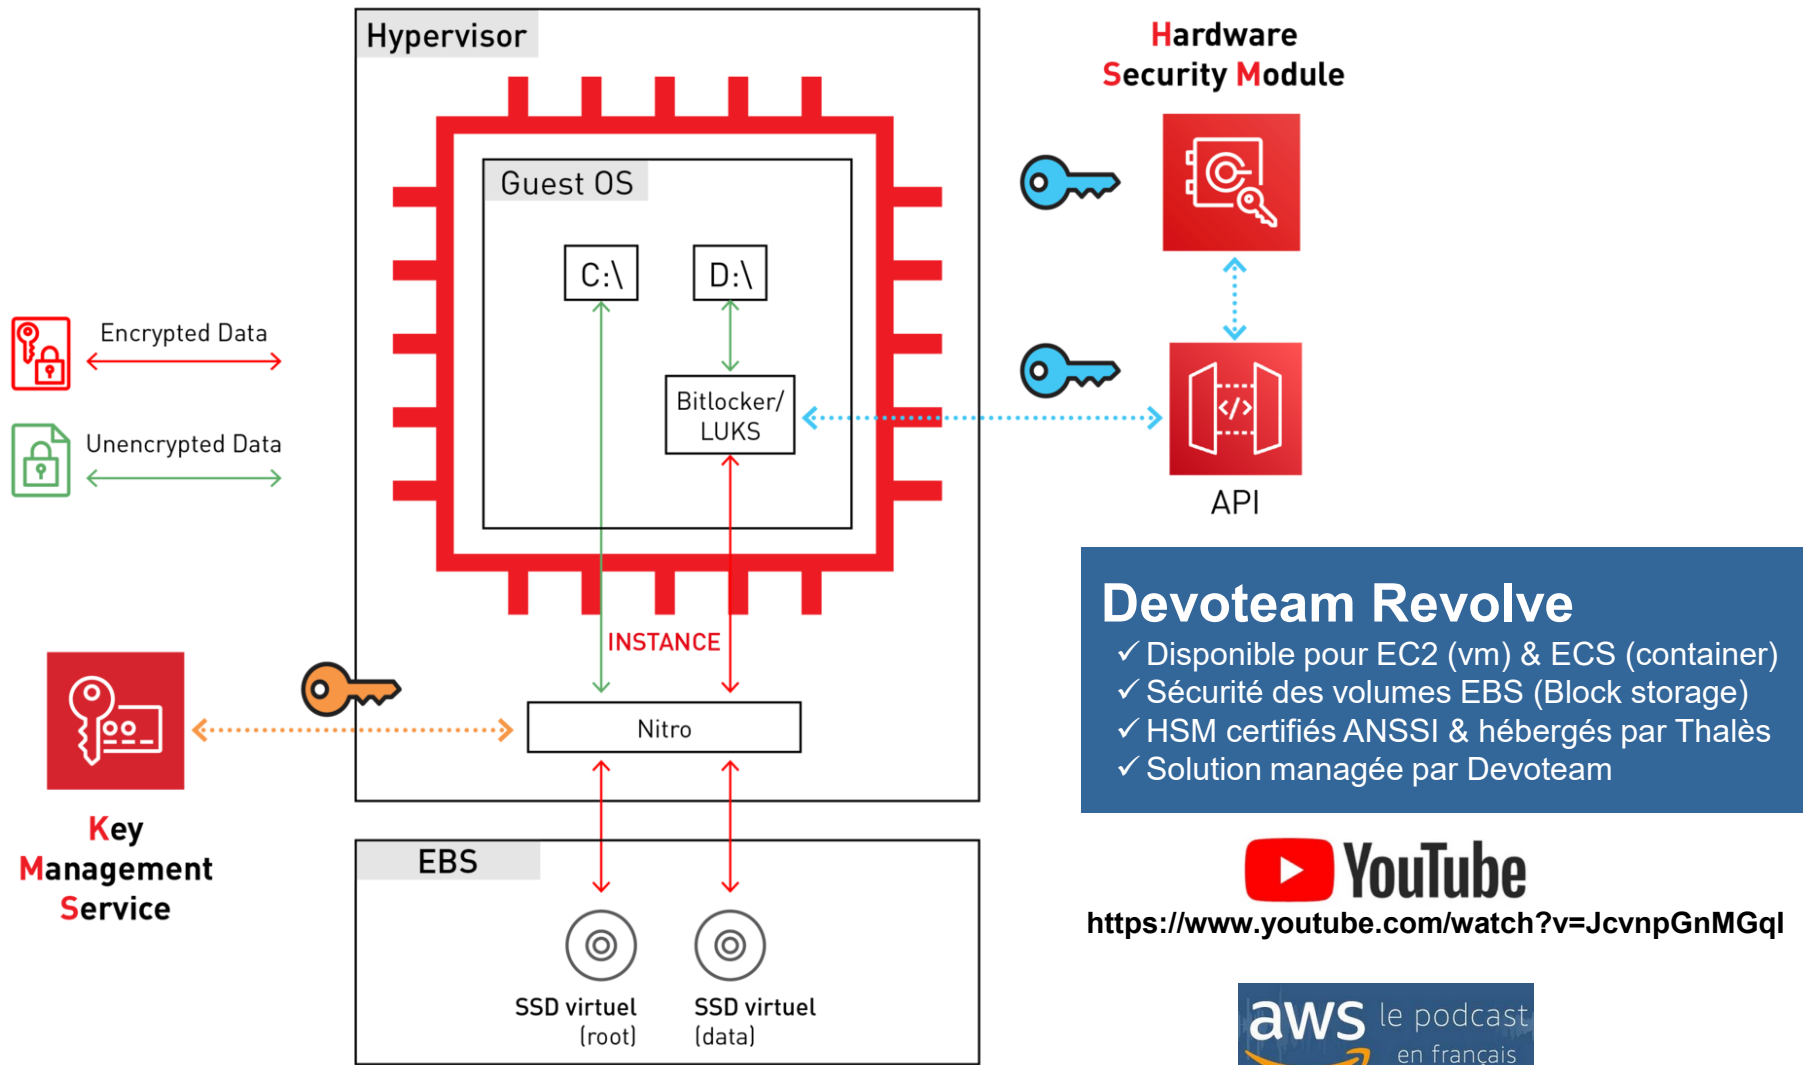 Hypervisor
Guest OS
C:\
D:\
Bitlocker/
LUKS
INSTANCE
Nitro
EBS
SSD virtuel
(root)
SSD virtuel
(data)
Encrypted Data
Unencrypted Data
Key
Management
Service
Hardware
Security Module
API
Devoteam Revolve
✓ Disponible pour EC2 (vm) & ECS (container)
✓ Sécurité des volumes EBS (Block storage)
✓ HSM certifiés ANSSI & hébergés par Thalès
✓ Solution managée par Devoteam
YouTube
https://www.youtube.com/watch?v=JcvnpGnMGqI
aws le podcast
en français